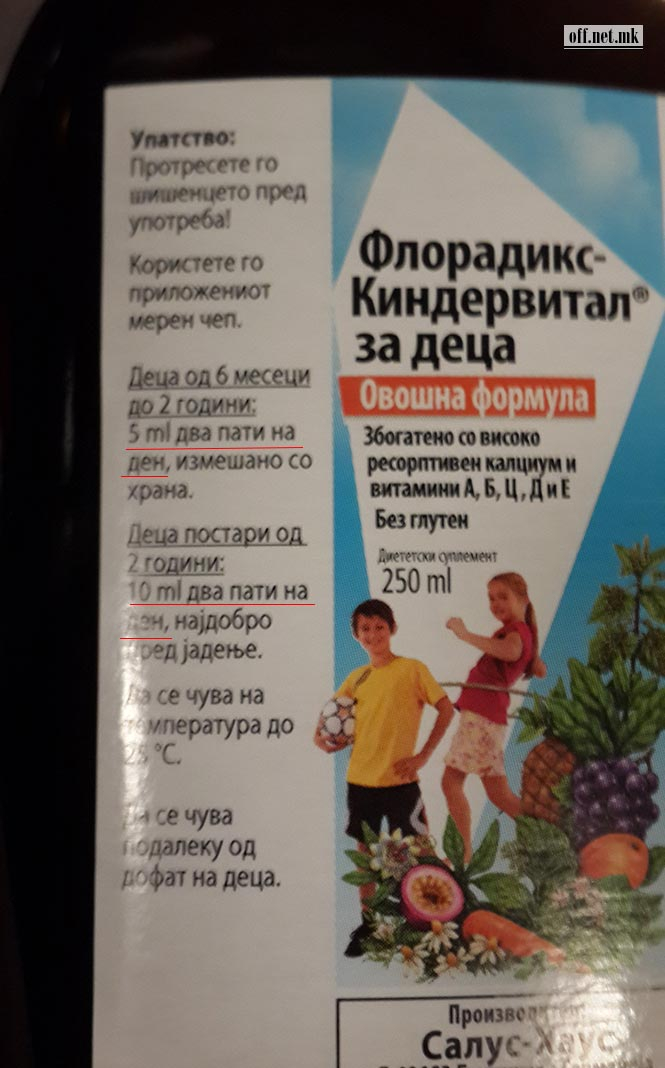 off.net.mk
Упатство:
Протресете го
шишенцето пред
употреба!
Користете го
приложениот
мерен чеп.
Деца од 6 месеци
до 2 години:
5 ml два пати на
ден, измешано со
храна.
Деца постари од
2 години:
10 ml два пати на
ден, најдобро
пред јадење.
Да се чува на
температура до
25 °C.
Да се чува
подалеку од
дофат на деца.
Флорадикс-
Киндервитал®
за деца
Овошна формула
Збогатено со високо
ресорптивен калциум и
витамини А, Б, Ц , Д и Е
Без глутен
Диететски суплемент
250 ml
Производител:
Салус-Хаус